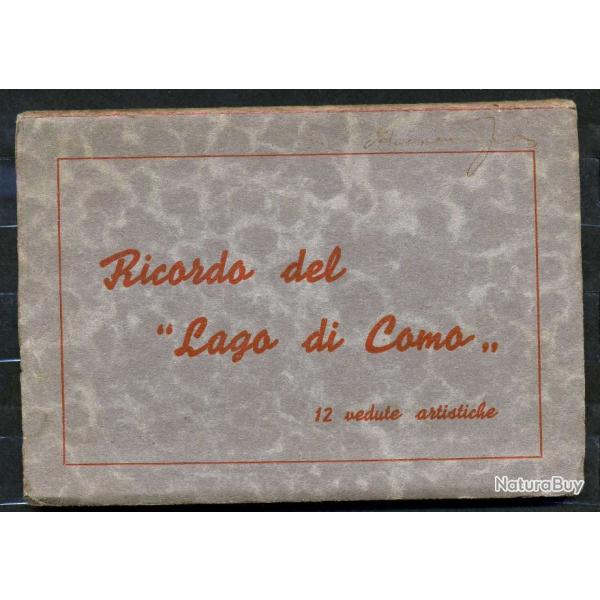 Ricordo del
“Lago di Como„
12 vedute artistiche
NaturaBuy